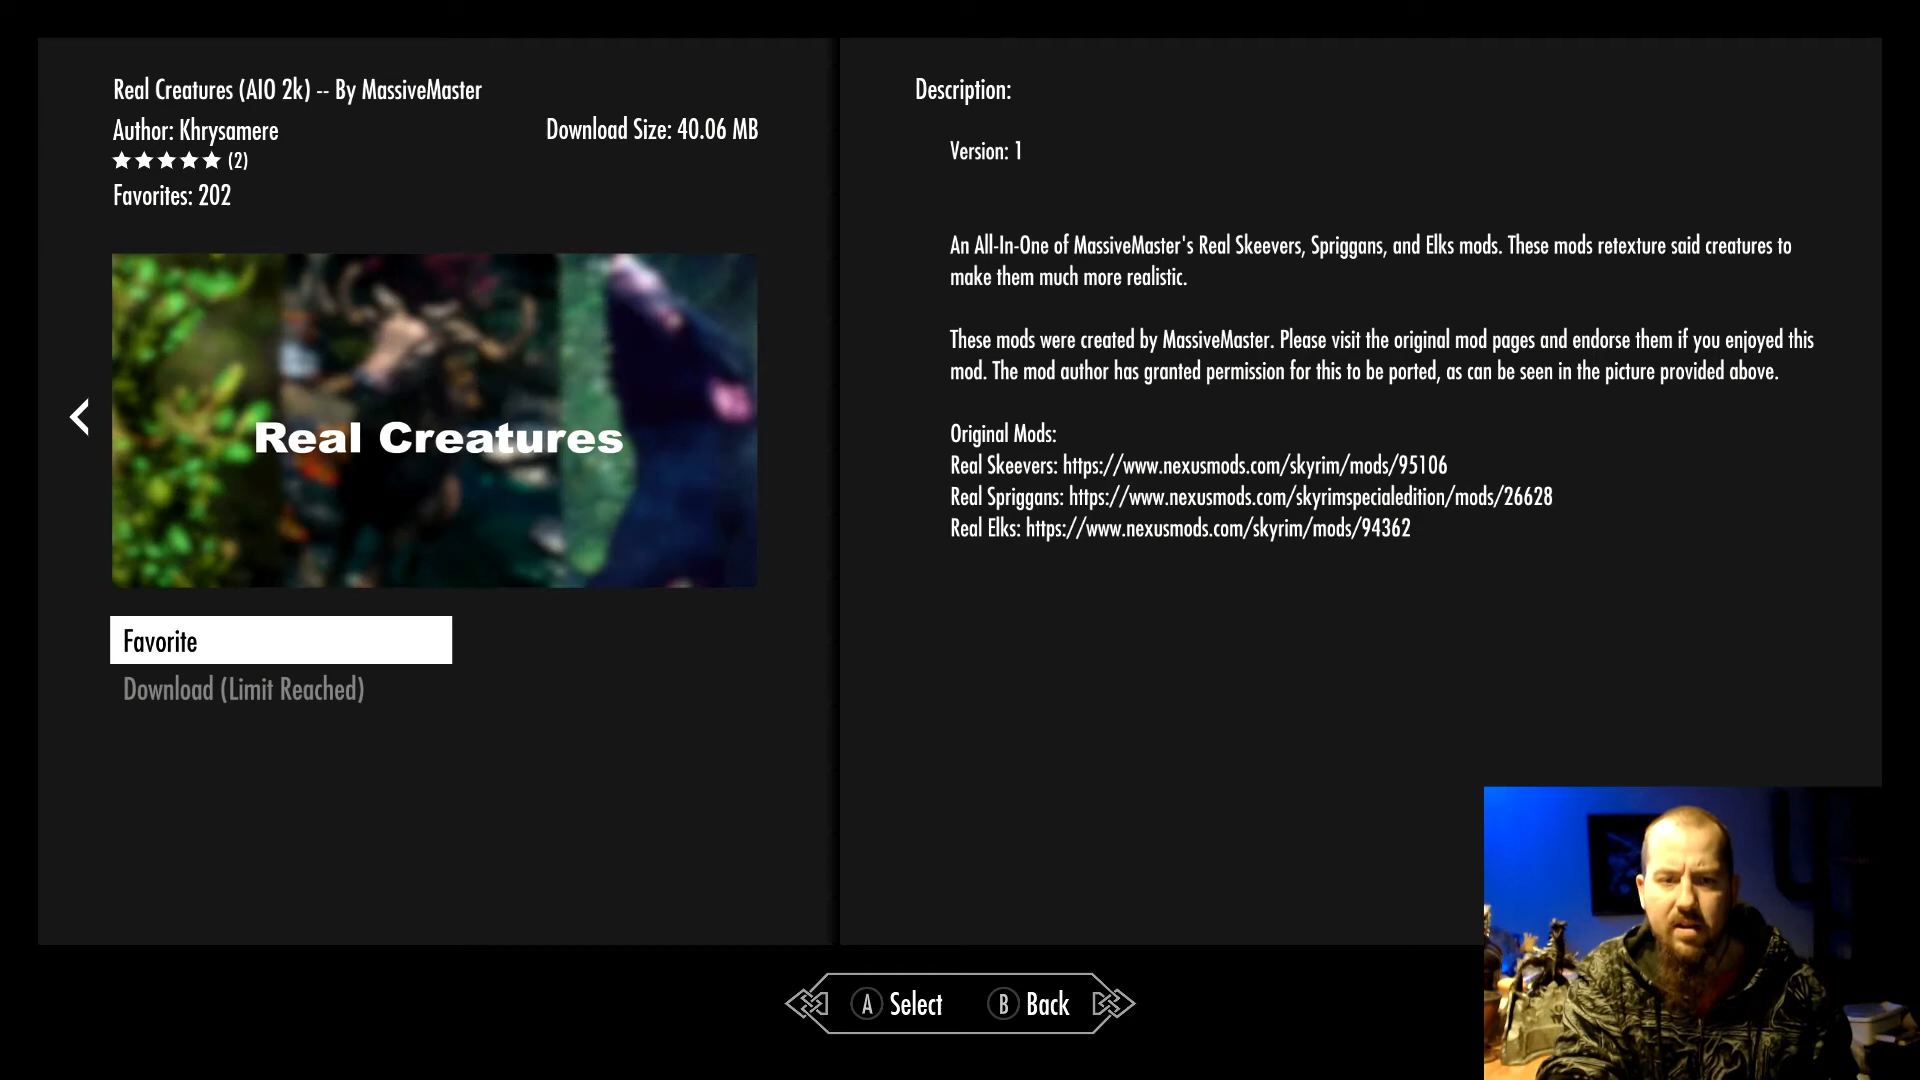 Real Creatures (AIO 2k) -- By MassiveMaster
Author: Khrysamere
Download Size: 40.06 MB
(2)
Favorites: 202
Real Creatures
Favorite
Download (Limit Reached)
Description:
Version: 1
An All-In-One of MassiveMaster's Real Skeevers, Spriggans, and Elks mods. These mods retexture said creatures to
make them much more realistic.
These mods were created by MassiveMaster. Please visit the original mod pages and endorse them if you enjoyed this
mod. The mod author has granted permission for this to be ported, as can be seen in the picture provided above.
Original Mods:
Real Skeevers: https://www.nexusmods.com/skyrim/mods/95106
Real Spriggans: https://www.nexusmods.com/skyrimspecialedition/mods/26628
Real Elks: https://www.nexusmods.com/skyrim/mods/94362
A Select B Back